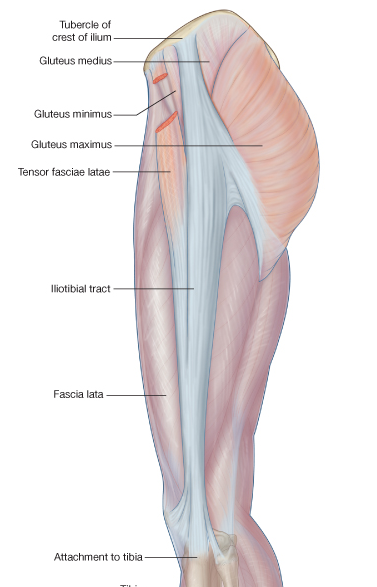 Tubercle of
crest of ilium
Gluteus medius
Gluteus minimus
Gluteus maximus
Tensor fasciae latae
Iliotibial tract
Fascia lata
Attachment to tibia